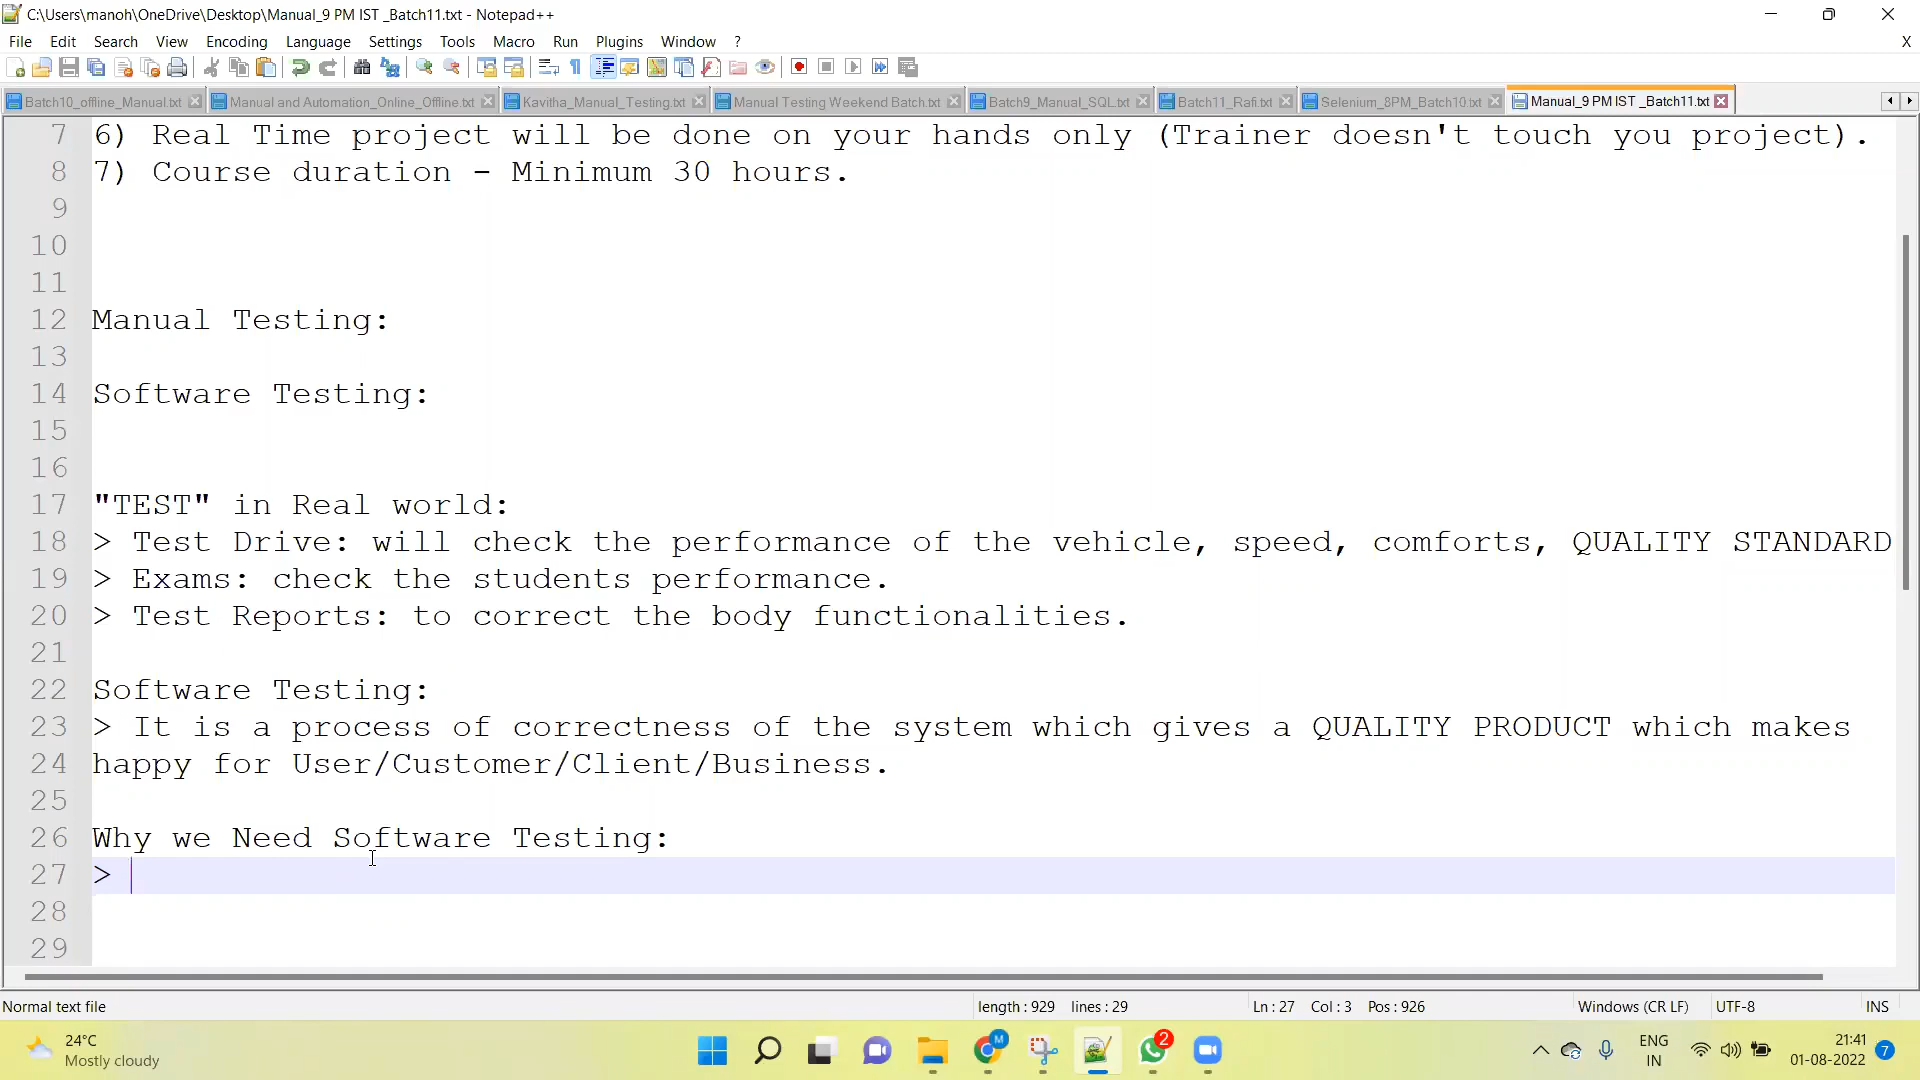 C:\Users\manoh\OneDrive\Desktop\Manual_9 PM IST _Batch11.txt - Notepad++
File Edit Search View Encoding Language Settings Tools Macro Run Plugins Window ? X
Batch10_offline_Manual.txt Manual and Automation_Online_Offline.txt Kavitha_Manual_Testing.txt Manual Testing Weekend Batch.txt Batch9_Manual_SQL.txt Batch11_Rafi.txt Selenium_8PM_Batch10.txt Manual_9 PM IST _Batch11.txt
7 6) Real Time project will be done on your hands only (Trainer doesn't touch you project).
8 7) Course duration - Minimum 30 hours.
9
10
11
12 Manual Testing:
13
14 Software Testing:
15
16
17 "TEST" in Real world:
18 > Test Drive: will check the performance of the vehicle, speed, comforts, QUALITY STANDARD
19 > Exams: check the students performance.
20 > Test Reports: to correct the body functionalities.
21
22 Software Testing:
23 > It is a process of correctness of the system which gives a QUALITY PRODUCT which makes
24 happy for User/Customer/Client/Business.
25
26 Why we Need Software Testing:
27 >
28
29
Normal text file length : 929 lines : 29 Ln : 27 Col : 3 Pos : 926 Windows (CR LF) UTF-8 INS
24°C
Mostly cloudy
M
2
ENG
IN
21:41
01-08-2022
7